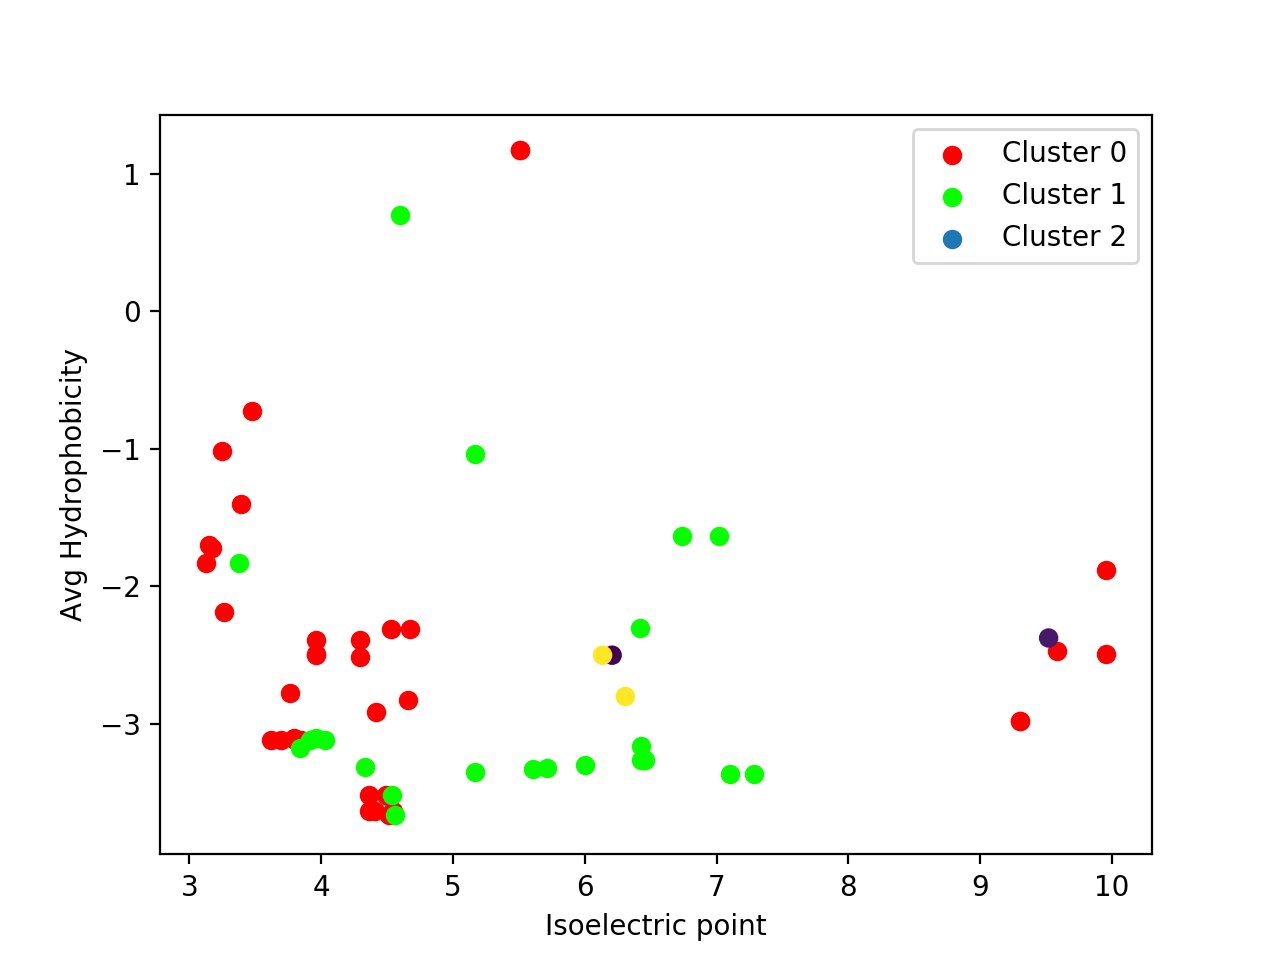 Cluster 0
Cluster 1
Cluster 2
1
0
−1
−2
−3
Avg Hydrophobicity
3 4 5 6 7 8 9 10
Isoelectric point